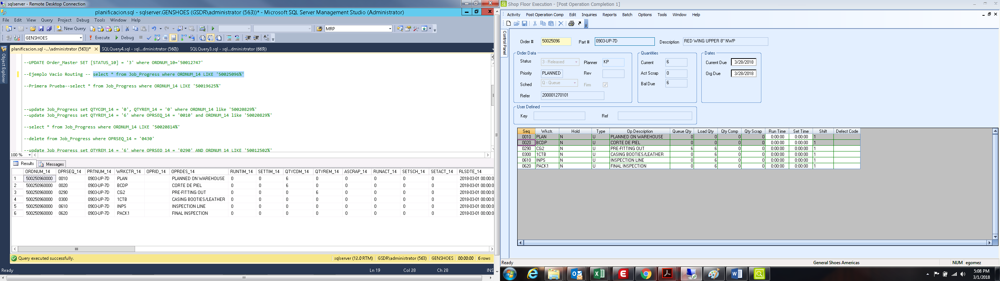 sqlserver - Remote Desktop Connection
planificacion.sql - sqlserver.GENSHOES (GSDR\administrator (563))* - Microsoft SQL Server Management Studio (Administrator)
File Edit View Query Project Debug Tools Window Help
New Query MRP
GENSHOES Execute Debug
planificacion.sql -...\administrator (563))* SQLQuery4.sql - sql...dministrator (560)) SQLQuery3.sql - sql...dministrator (669))
Object Explorer
--UPDATE Order_Master SET [STATUS_10] = '3' where ORDNUM_10='50012747'
--Ejemplo Vacio Routing -- select * from Job_Progress where ORDNUM_14 LIKE '50025096%'
--Primera Prueba--select * from Job_Progress where ORDNUM_14 LIKE '50019625%'
--update Job_Progress set QTYCOM_14 = '0', QTYREM_14 = '0' where ORDNUM_14 like '50020829%'
--update Job_Progress set QTYREM_14 = '6' where OPRSEQ_14 = '0010' and ORDNUM_14 like '50020829%'
--select * from Job_Progress where ORDNUM_14 LIKE '50020814%'
--delete from Job_Progress where OPRSEQ_14 = '0430'
--update Job_Progress set QTYREM_14 = '6' where OPRSEQ_14 = '0290' AND ORDNUM_14 LIKE '50012502%'
100 %
Results Messages
ORDNUM_14 OPRSEQ_14 PRTNUM_14 WRKCTR_14 OPRID_14 OPRDES_14 RUNTIM_14 SETTIM_14 QTYCOM_14 QTYREM_14 ASCRAP_14 RUNACT_14 SETSCH_14 SETACT_14 RLSDTE_14
1 500250960000 0010 0903-UP-7D PLAN PLANNED ON WAREHOUSE 0 0 6 0 0 0 0 0 2018-03-01 00:00:0
2 500250960000 0020 0903-UP-7D BCDP CORTE DE PIEL 0 0 6 0 0 0 0 0 2018-03-01 00:00:0
3 500250960000 0290 0903-UP-7D CG2 PRE-FITTING OUT 0 0 0 6 0 0 0 0 2018-03-01 00:00:0
4 500250960000 0300 0903-UP-7D 1CTB CASING BOOTIES/LEATHER 0 0 0 0 0 0 0 0 2018-03-01 00:00:0
5 500250960000 0610 0903-UP-7D INPS INSPECTION LINE 0 0 0 0 0 0 0 0 2018-03-01 00:00:0
6 500250960000 0620 0903-UP-7D PACK1 FINAL INSPECTION 0 0 0 0 0 0 0 0 2018-03-01 00:00:0
Query executed successfully. sqlserver (12.0 RTM) GSDR\administrator (563) GENSHOES 00:00:00 6 rows
Ready Ln 19 Col 28 Ch 28 INS
Shop Floor Execution - [Post Operation Completion 1]
Activity Post Operation Comp Edit Inquiries Reports Batch Options Tools Window Help
Control Panel
Order # 50025096 Part # 0903-UP-7D Description RED WING UPPER 8" NWP
Order Data Quantities Dates
Status 3 - Released Planner KP Current 6 Current Due 3/28/2018
Priority PLANNED Rev Act Scrap 0 Org Due 3/28/2018
Sched Q - Queue Firm Bal Due 6
Refer 200001270101
User Defined
Key Ref
Seq Wkctr. Hold Type Op Description Queue Qty Load Qty Qty Comp Qty Scrap Run Time Set Time Shift Defect Code
0010 PLAN N U PLANNED ON WAREHOUSE 0 0 0 0 0:00:00 0:00:00 1
0020 BCDP N U CORTE DE PIEL 0 0 0 0 0:00:00 0:00:00 1
0290 CG2 N U PRE-FITTING OUT 6 6 0 0 0:00:00 0:00:00 1
0300 1CTB N U CASING BOOTIES/LEATHER 0 6 0 0 0:00:00 0:00:00 1
0610 INPS N U INSPECTION LINE 0 6 0 0 0:00:00 0:00:00 1
0620 PACK1 N U FINAL INSPECTION 0 6 0 0 0:00:00 0:00:00 1
Ready General Shoes Americas NUM egomez
5:08 PM
3/1/2018